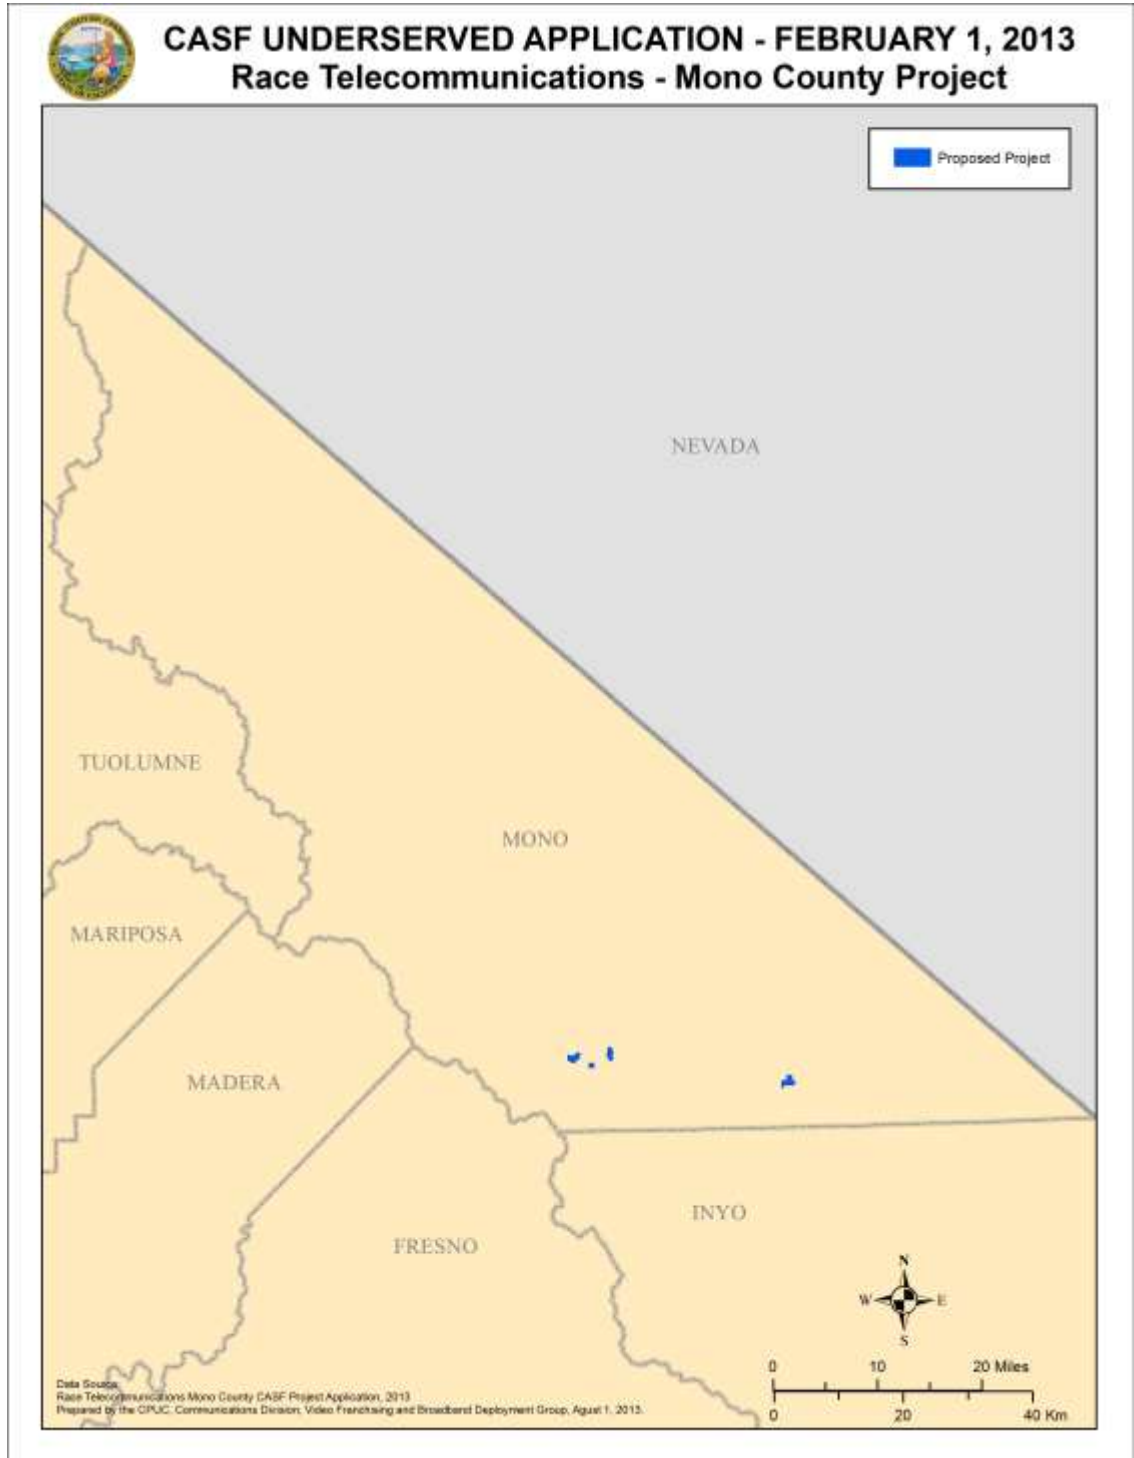 CASF UNDERSERVED APPLICATION - FEBRUARY 1, 2013
Race Telecommunications - Mono County Project
Proposed Project
NEVADA
TUOLUMNE
MONO
MARIPOSA
MADERA
INYO
FRESNO
N
W E
S
0 10 20 Miles
0 20 40 Km
Data Source:
Race Telecommunications Mono County CASF Project Application, 2013
Prepared by the CPUC, Communications Division, Video Franchising and Broadband Deployment Group, Agust 1, 2013.